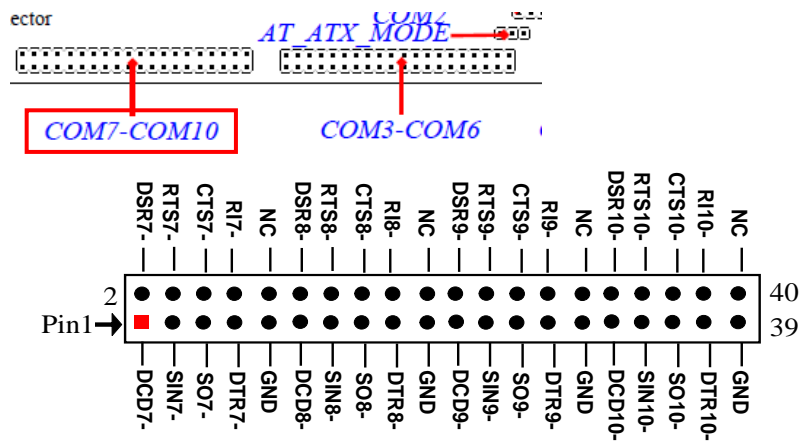 ector
COM2
AT_ATX_MODE
COM7-COM10
COM3-COM6
DSR7- RTS7- CTS7- RI7- NC DSR8- RTS8- CTS8- RI8- NC DSR9- RTS9- CTS9- RI9- NC DSR10- RTS10- CTS10- RI10- NC
2 40
Pin1 39
DCD7- SIN7- SO7- DTR7- GND DCD8- SIN8- SO8- DTR8- GND DCD9- SIN9- SO9- DTR9- GND DCD10- SIN10- SO10- DTR10- GND